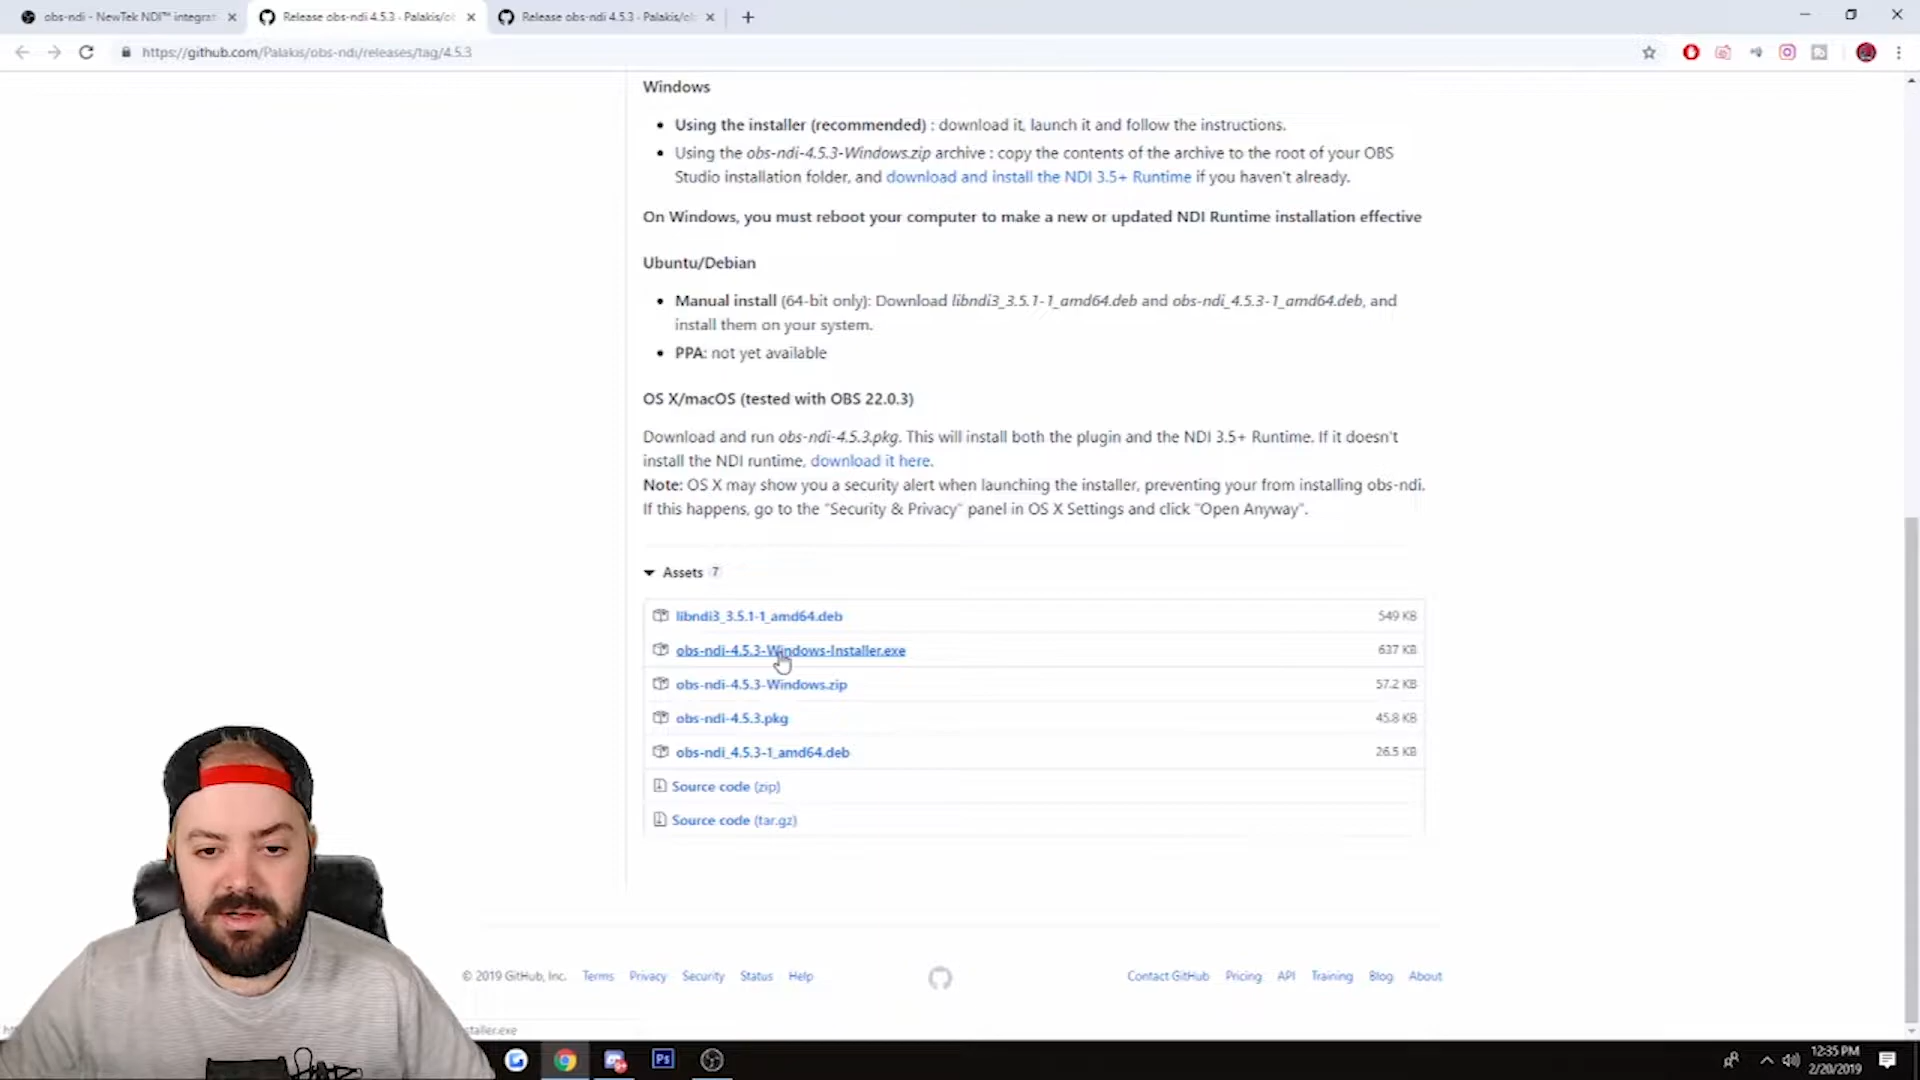 obs-ndi - NewTek NDI™ integrat
Release obs-ndi 4.5.3 · Palakis/ob
Release obs-ndi 4.5.3 · Palakis/ob
https://github.com/Palakis/obs-ndi/releases/tag/4.5.3
Windows
• Using the installer (recommended) : download it, launch it and follow the instructions.
• Using the obs-ndi-4.5.3-Windows.zip archive : copy the contents of the archive to the root of your OBS
Studio installation folder, and download and install the NDI 3.5+ Runtime if you haven't already.
On Windows, you must reboot your computer to make a new or updated NDI Runtime installation effective
Ubuntu/Debian
• Manual install (64-bit only): Download libndi3_3.5.1-1_amd64.deb and obs-ndi_4.5.3-1_amd64.deb, and
install them on your system.
• PPA: not yet available
OS X/macOS (tested with OBS 22.0.3)
Download and run obs-ndi-4.5.3.pkg. This will install both the plugin and the NDI 3.5+ Runtime. If it doesn't
install the NDI runtime, download it here.
Note: OS X may show you a security alert when launching the installer, preventing your from installing obs-ndi.
If this happens, go to the "Security & Privacy" panel in OS X Settings and click "Open Anyway".
Assets 7
libndi3_3.5.1-1_amd64.deb 549 KB
obs-ndi-4.5.3-Windows-Installer.exe 637 KB
obs-ndi-4.5.3-Windows.zip 57.2 KB
obs-ndi-4.5.3.pkg 45.8 KB
obs-ndi_4.5.3-1_amd64.deb 26.5 KB
Source code (zip)
Source code (tar.gz)
© 2019 GitHub, Inc. Terms Privacy Security Status Help Contact GitHub Pricing API Training Blog About
staller.exe
Ps
12:35 PM
2/20/2019